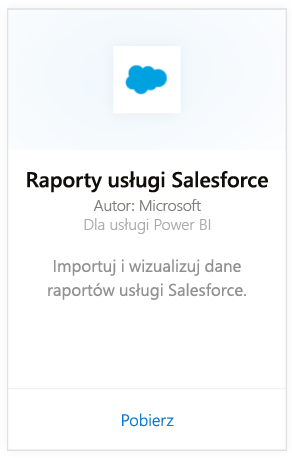 Raporty usługi Salesforce
Autor: Microsoft
Dla usługi Power BI
Importuj i wizualizuj dane
raportów usługi Salesforce.
Pobierz